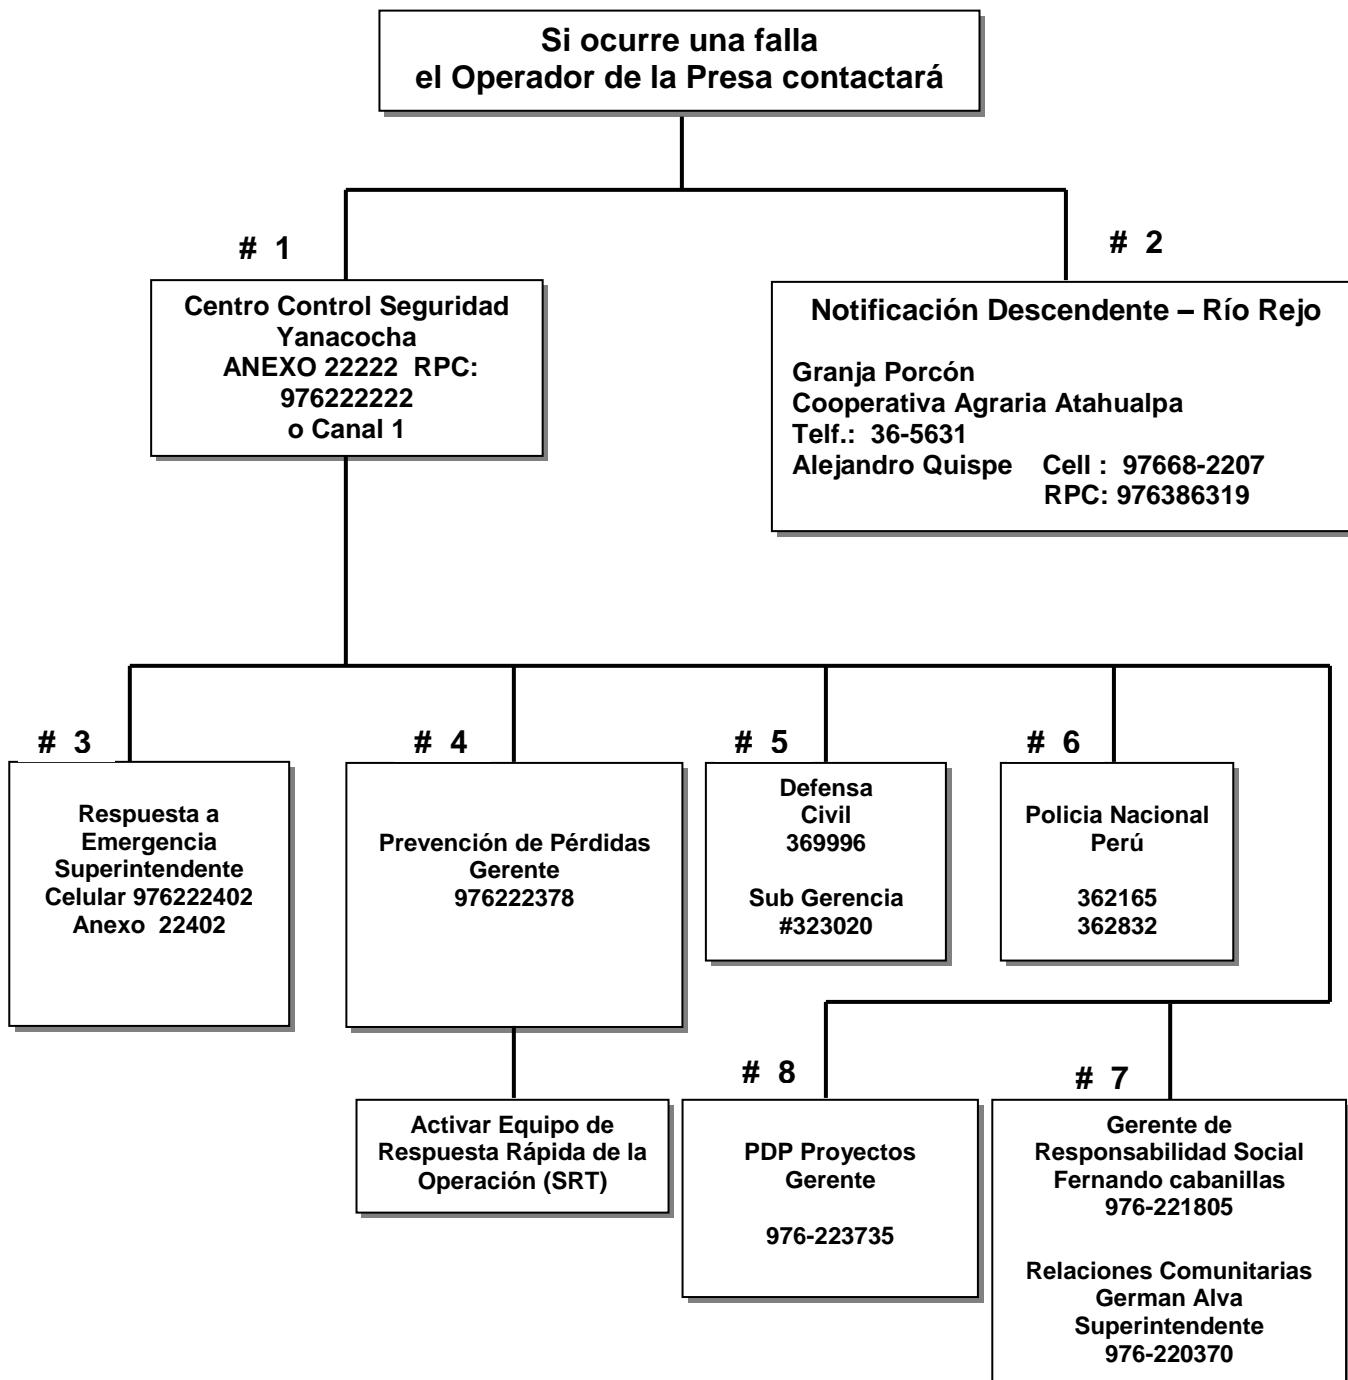 Si ocurre una falla
el Operador de la Presa contactará
# 1
Centro Control Seguridad
Yanacocha
ANEXO 22222 RPC:
976222222
o Canal 1
# 2
Notificación Descendente – Río Rejo
Granja Porcón
Cooperativa Agraria Atahualpa
Telf.: 36-5631
Alejandro Quispe Cell : 97668-2207
RPC: 976386319
# 3
Respuesta a
Emergencia
Superintendente
Celular 976222402
Anexo 22402
# 4
Prevención de Pérdidas
Gerente
976222378
Activar Equipo de
Respuesta Rápida de la
Operación (SRT)
# 5
Defensa
Civil
369996
Sub Gerencia
#323020
# 6
Policia Nacional
Perú
362165
362832
# 8
PDP Proyectos
Gerente
976-223735
# 7
Gerente de
Responsabilidad Social
Fernando cabanillas
976-221805
Relaciones Comunitarias
German Alva
Superintendente
976-220370